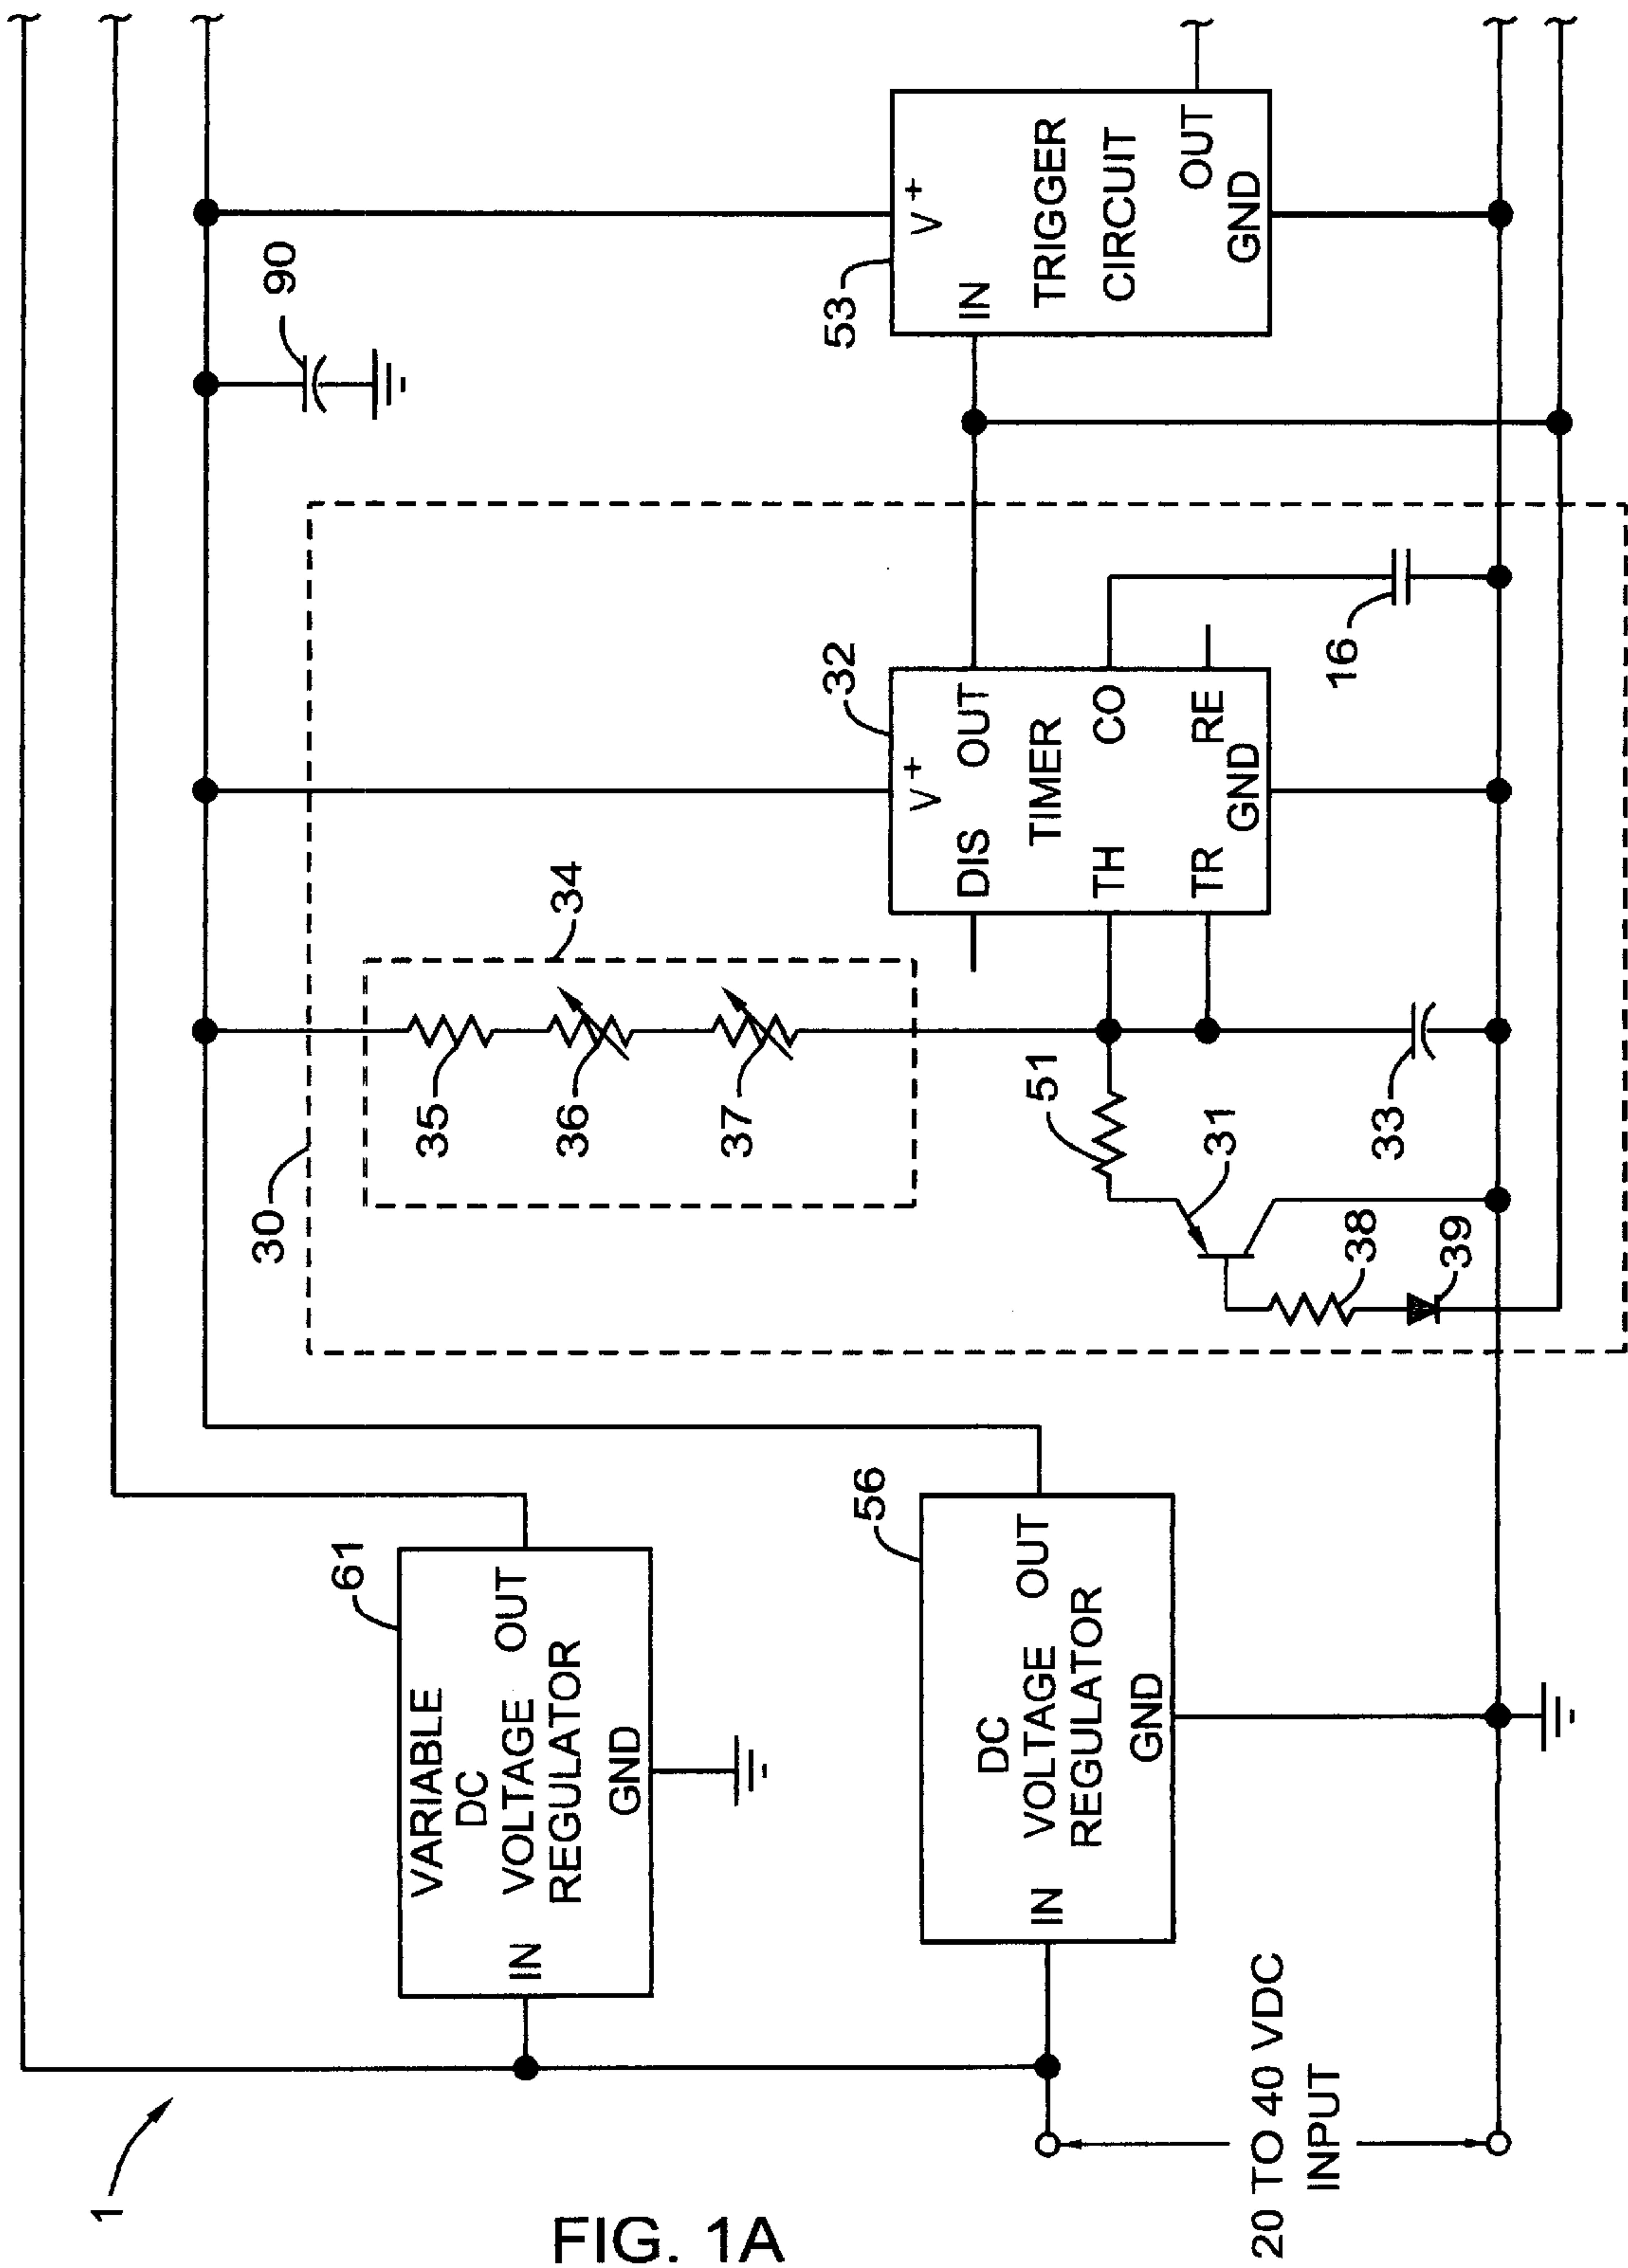 1
VARIABLE
DC
VOLTAGE
REGULATOR
IN
OUT
GND
61
DC
VOLTAGE
REGULATOR
IN
OUT
GND
56
20 TO 40 VDC
INPUT
30
34
35
36
37
51
31
38
39
33
32
V+
DIS
OUT
TIMER
TH
CO
TR
RE
GND
16
90
53
V+
IN
TRIGGER
CIRCUIT
OUT
GND
FIG. 1A